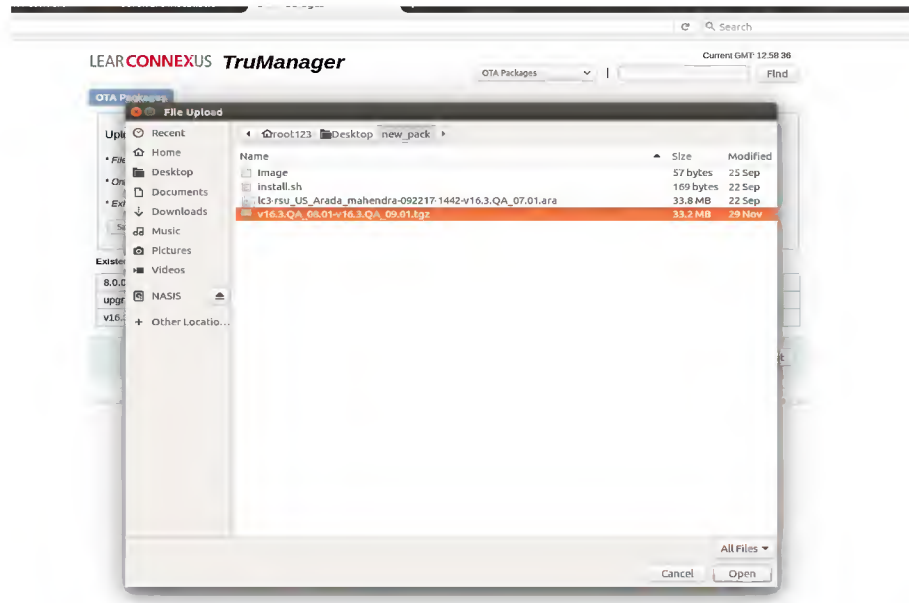 Search
LEAR CONNEXUS TruManager
Current GMT: 12:58:36
OTA Packages
|
Find
OTA Packages
File Upload
Recent
Home
Desktop
Documents
Downloads
Music
Pictures
Videos
NASIS
+ Other Locatio...
root123 Desktop new_pack
Name Size Modified
Image 57 bytes 25 Sep
install.sh 169 bytes 22 Sep
lc3-rsu_US_Arada_mahendra-092217-1442-v16.3.QA_07.01.ara 33.8 MB 22 Sep
v16.3.QA_08.01-v16.3.QA_09.01.tgz 33.2 MB 29 Nov
All Files
Cancel Open
* File
Existe
8.0.0
upgr
v16.